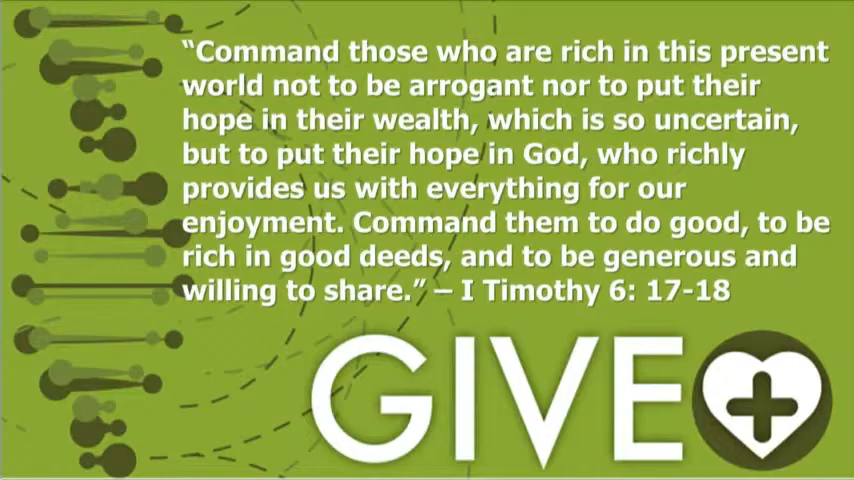 “Command those who are rich in this present
world not to be arrogant nor to put their
hope in their wealth, which is so uncertain,
but to put their hope in God, who richly
provides us with everything for our
enjoyment. Command them to do good, to be
rich in good deeds, and to be generous and
willing to share.” – I Timothy 6: 17-18
GIVE